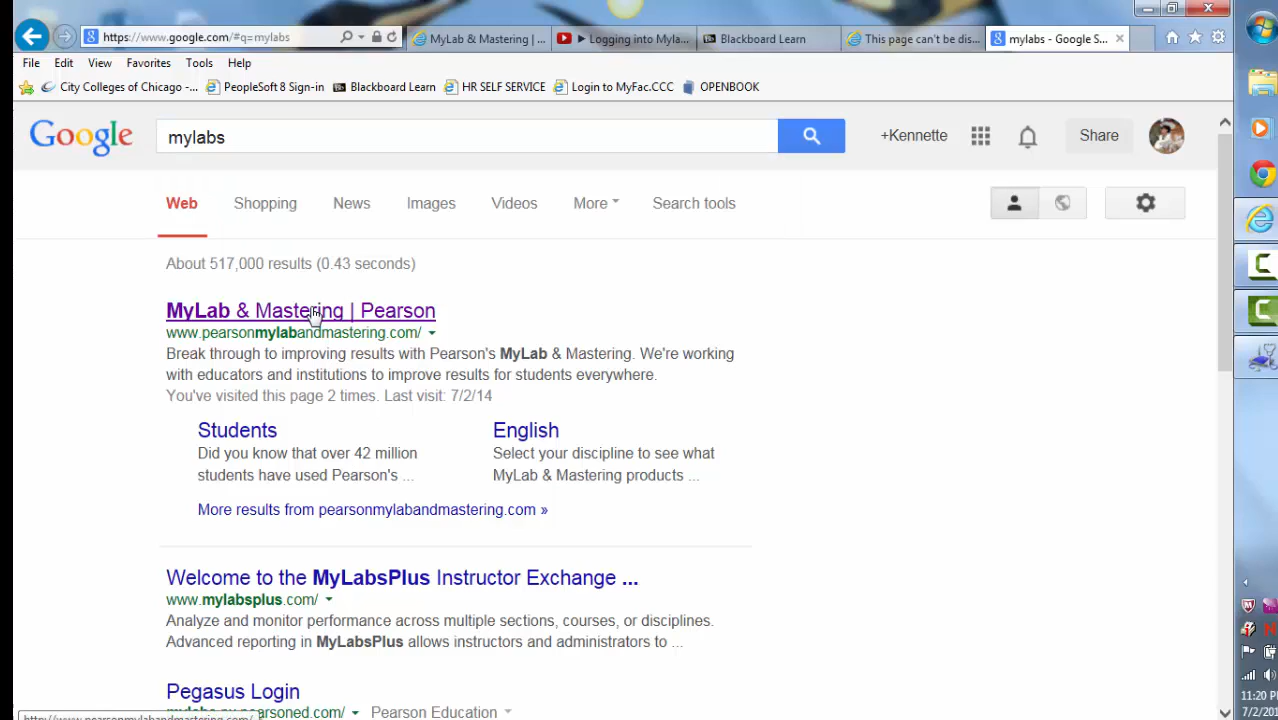 https://www.google.com/#q=mylabs
MyLab & Mastering | ...
Logging into Myla...
Blackboard Learn
This page can't be dis...
mylabs - Google S...
File Edit View Favorites Tools Help
City Colleges of Chicago -...
PeopleSoft 8 Sign-in
Blackboard Learn
HR SELF SERVICE
Login to MyFac.CCC
OPENBOOK
Google
mylabs
+Kennette
Share
Web Shopping News Images Videos More Search tools
About 517,000 results (0.43 seconds)
MyLab & Mastering | Pearson
www.pearsonmylabandmastering.com/
Break through to improving results with Pearson's MyLab & Mastering. We're working
with educators and institutions to improve results for students everywhere.
You've visited this page 2 times. Last visit: 7/2/14
Students
Did you know that over 42 million
students have used Pearson's ...
English
Select your discipline to see what
MyLab & Mastering products ...
More results from pearsonmylabandmastering.com »
Welcome to the MyLabsPlus Instructor Exchange ...
www.mylabsplus.com/
Analyze and monitor performance across multiple sections, courses, or disciplines.
Advanced reporting in MyLabsPlus allows instructors and administrators to ...
Pegasus Login
Pearson Education
http://www.pearsonmylabandmastering.com/
11:20 P
7/2/20